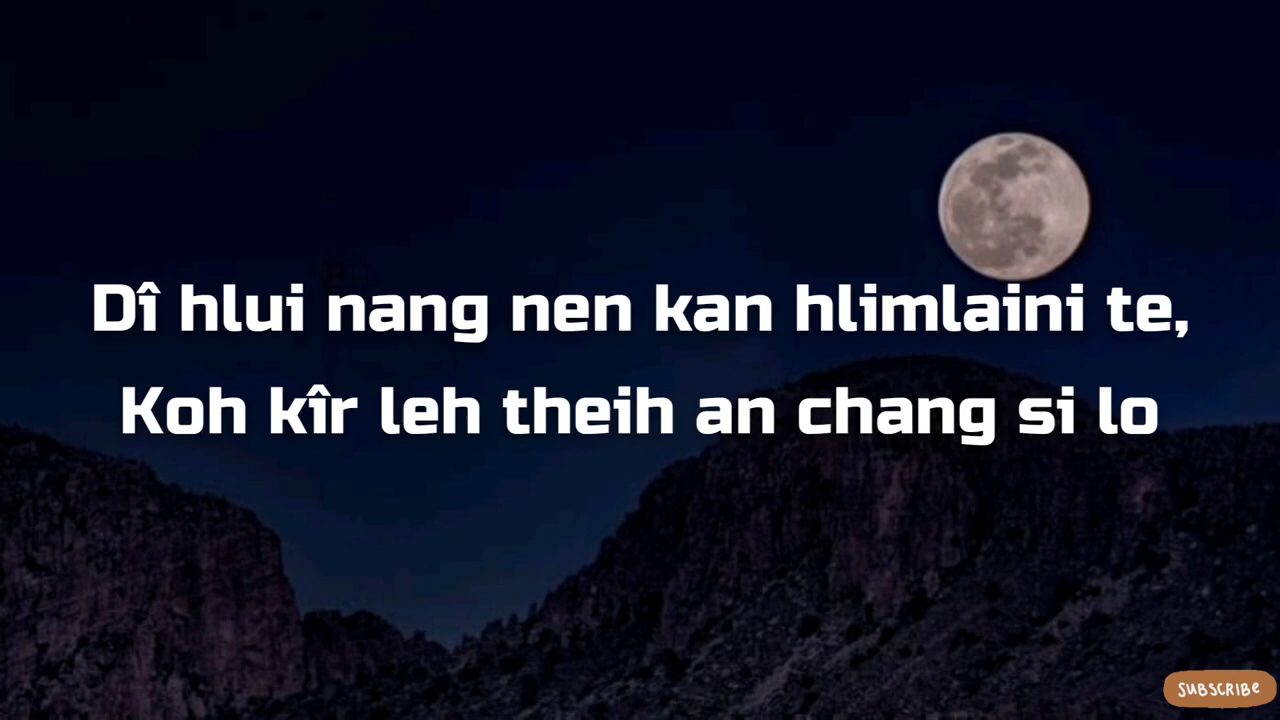 Dî hlui nang nen kan hlimlaini te,
Koh kîr leh theih an chang si lo
SUBSCRIBE